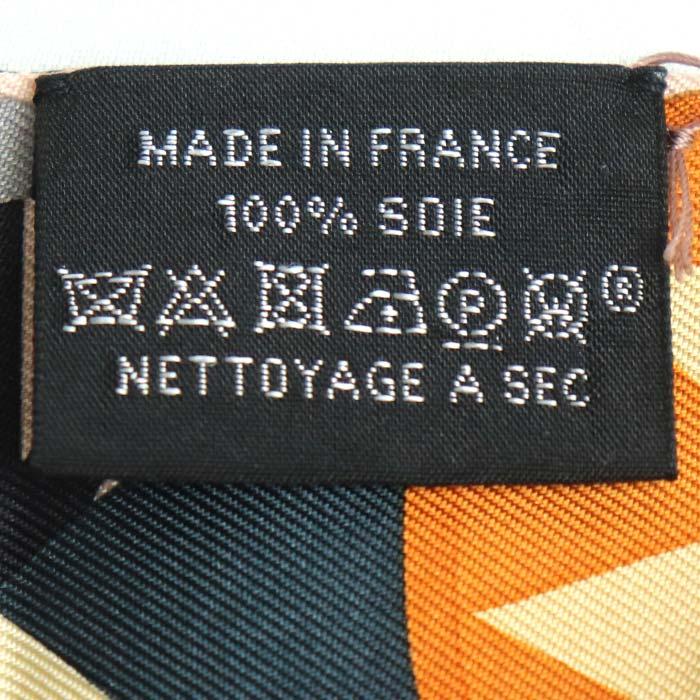 MADE IN FRANCE
100% SOIE
P W ®
NETTOYAGE A SEC